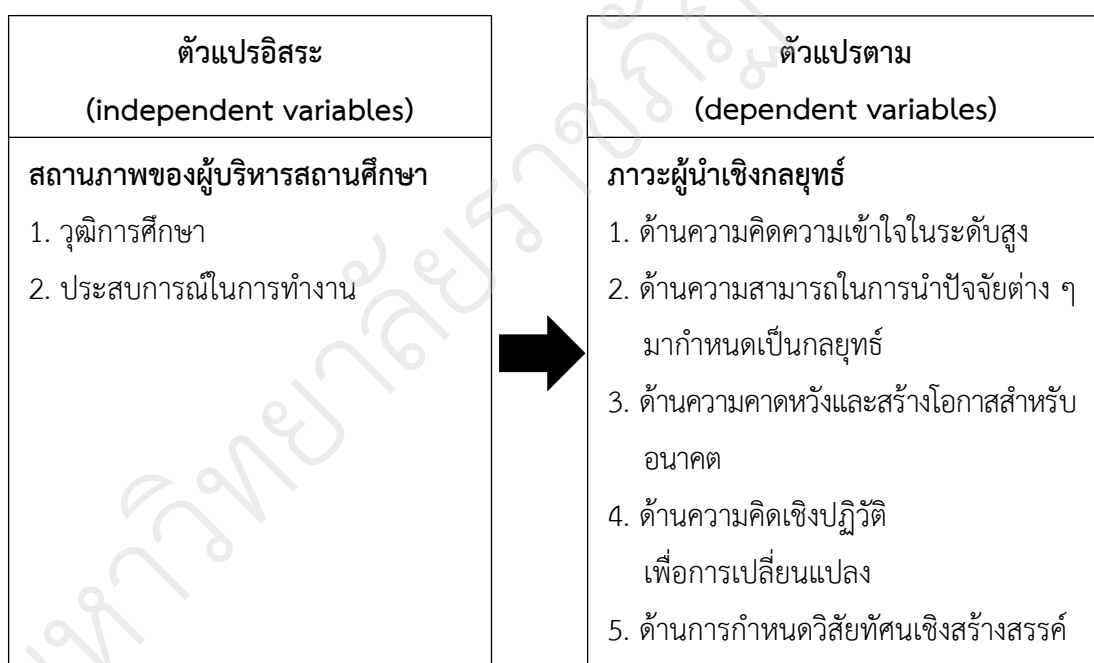 ตัวแปรอิสระ
(independent variables)
สถานภาพของผู้บริหารสถานศึกษา
1. วุฒิการศึกษา
2. ประสบการณ์ในการทำงาน
ตัวแปรตาม
(dependent variables)
ภาวะผู้นำเชิงกลยุทธ์
1. ด้านความคิดความเข้าใจในระดับสูง
2. ด้านความสามารถในการนำปัจจัยต่าง ๆ
มากำหนดเป็นกลยุทธ์
3. ด้านความคาดหวังและสร้างโอกาสสำหรับ
อนาคต
4. ด้านความคิดเชิงปฏิวัติ
เพื่อการเปลี่ยนแปลง
5. ด้านการกำหนดวิสัยทัศนเชิงสร้างสรรค์